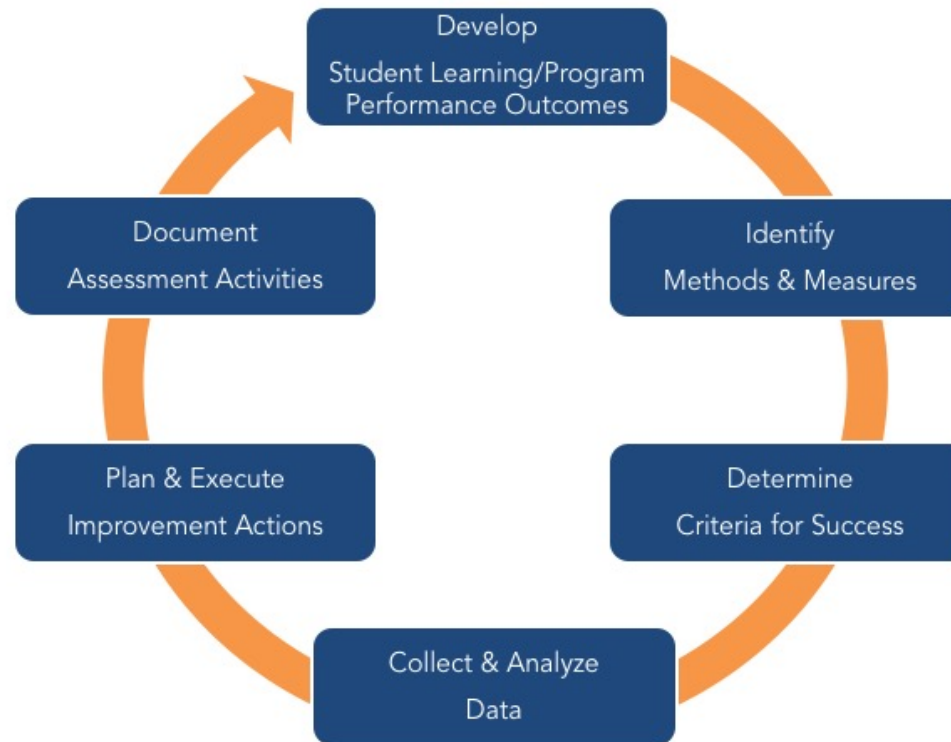 Develop
Student Learning/Program
Performance Outcomes
Identify
Methods & Measures
Determine
Criteria for Success
Collect & Analyze
Data
Plan & Execute
Improvement Actions
Document
Assessment Activities